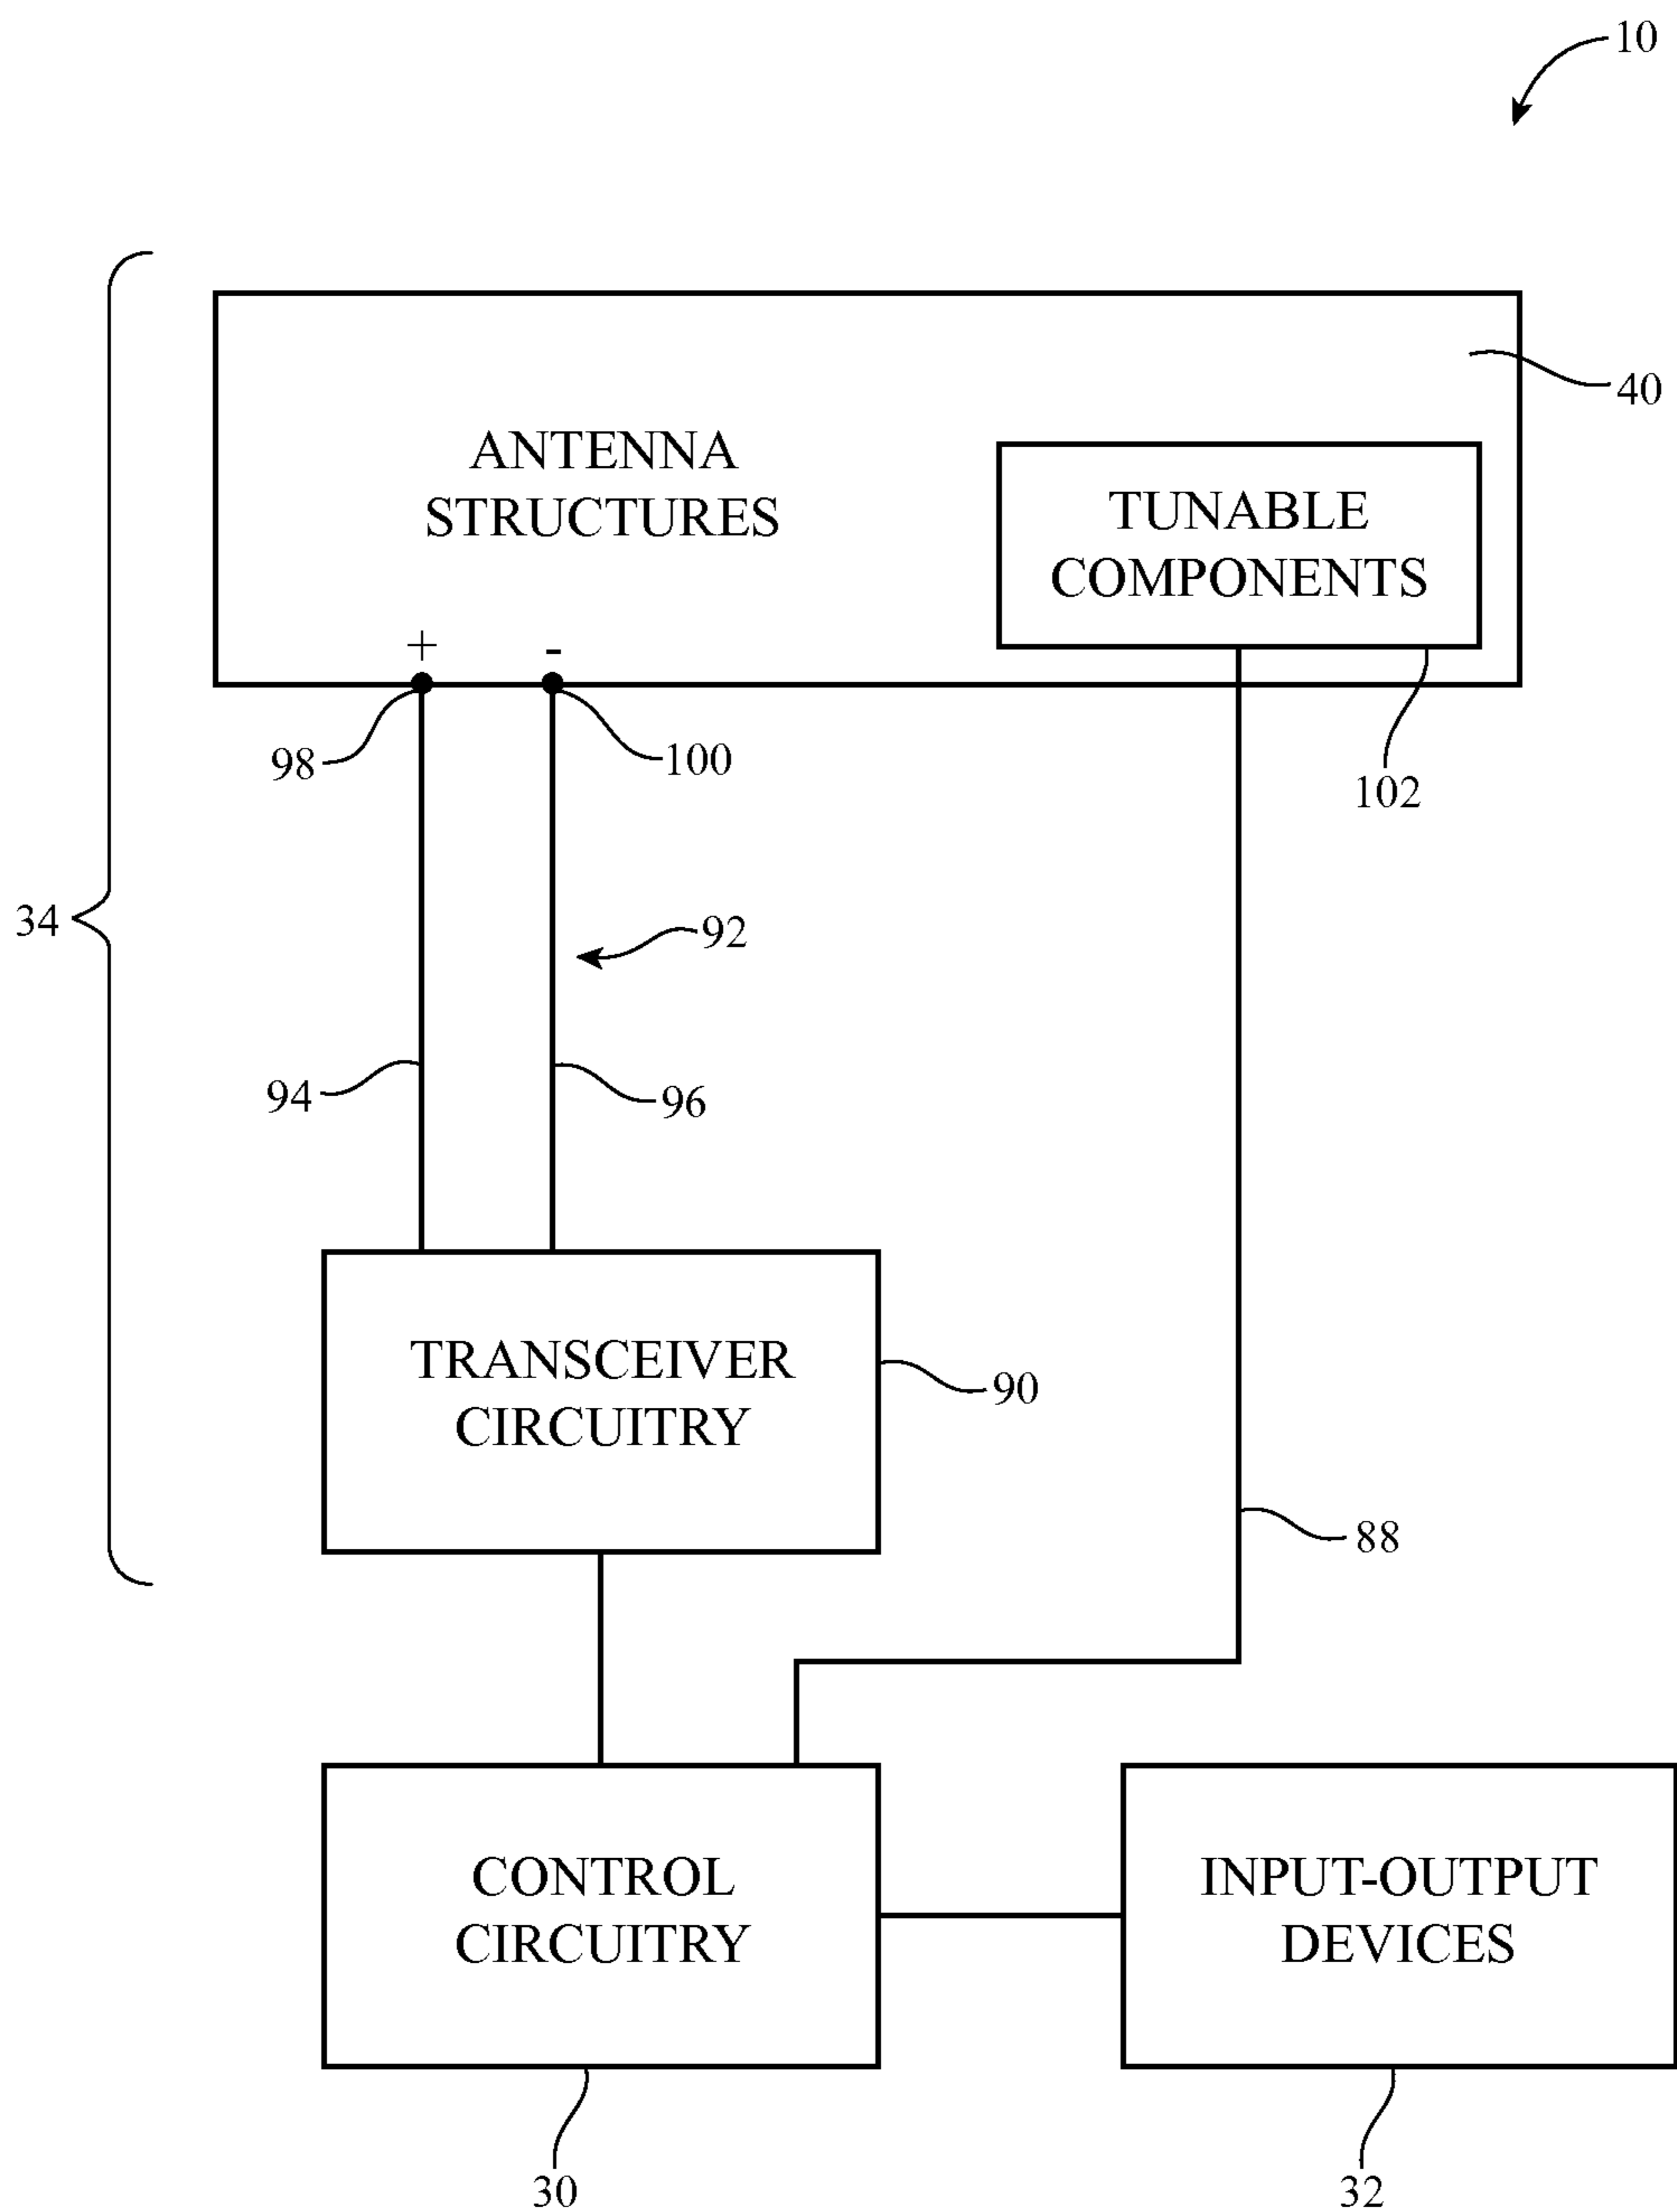 10
40
ANTENNA
STRUCTURES
TUNABLE
COMPONENTS
+
-
98
100
102
34
92
94
96
TRANSCEIVER
CIRCUITRY
90
88
CONTROL
CIRCUITRY
INPUT-OUTPUT
DEVICES
30
32